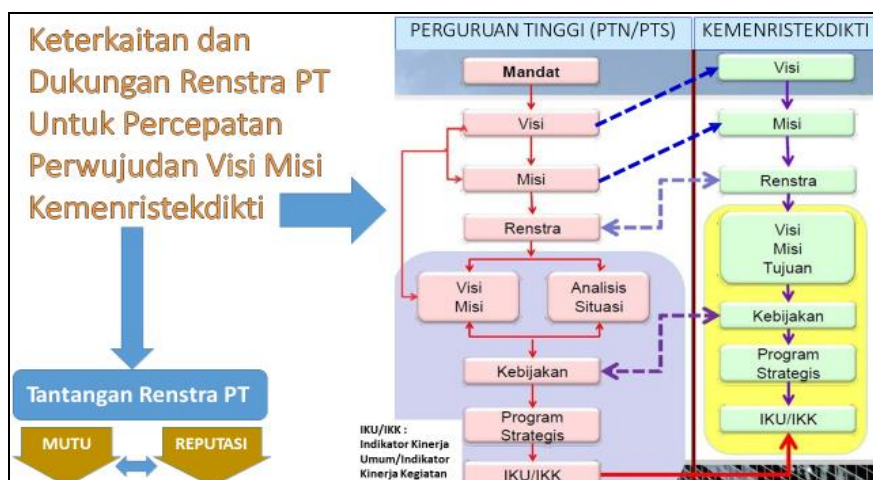 Keterkaitan dan
Dukungan Renstra PT
Untuk Percepatan
Perwujudan Visi Misi
Kemenristekdikti
Tantangan Renstra PT
MUTU
REPUTASI
PERGURUAN TINGGI (PTN/PTS)
Mandat
Visi
Misi
Renstra
Visi
Misi
Analisis
Situasi
Kebijakan
Program
Strategis
IKU/IKK
IKU/IKK :
Indikator Kinerja
Umum/Indikator
Kinerja Kegiatan
KEMENRISTEKDIKTI
Visi
Misi
Renstra
Visi
Misi
Tujuan
Kebijakan
Program
Strategis
IKU/IKK